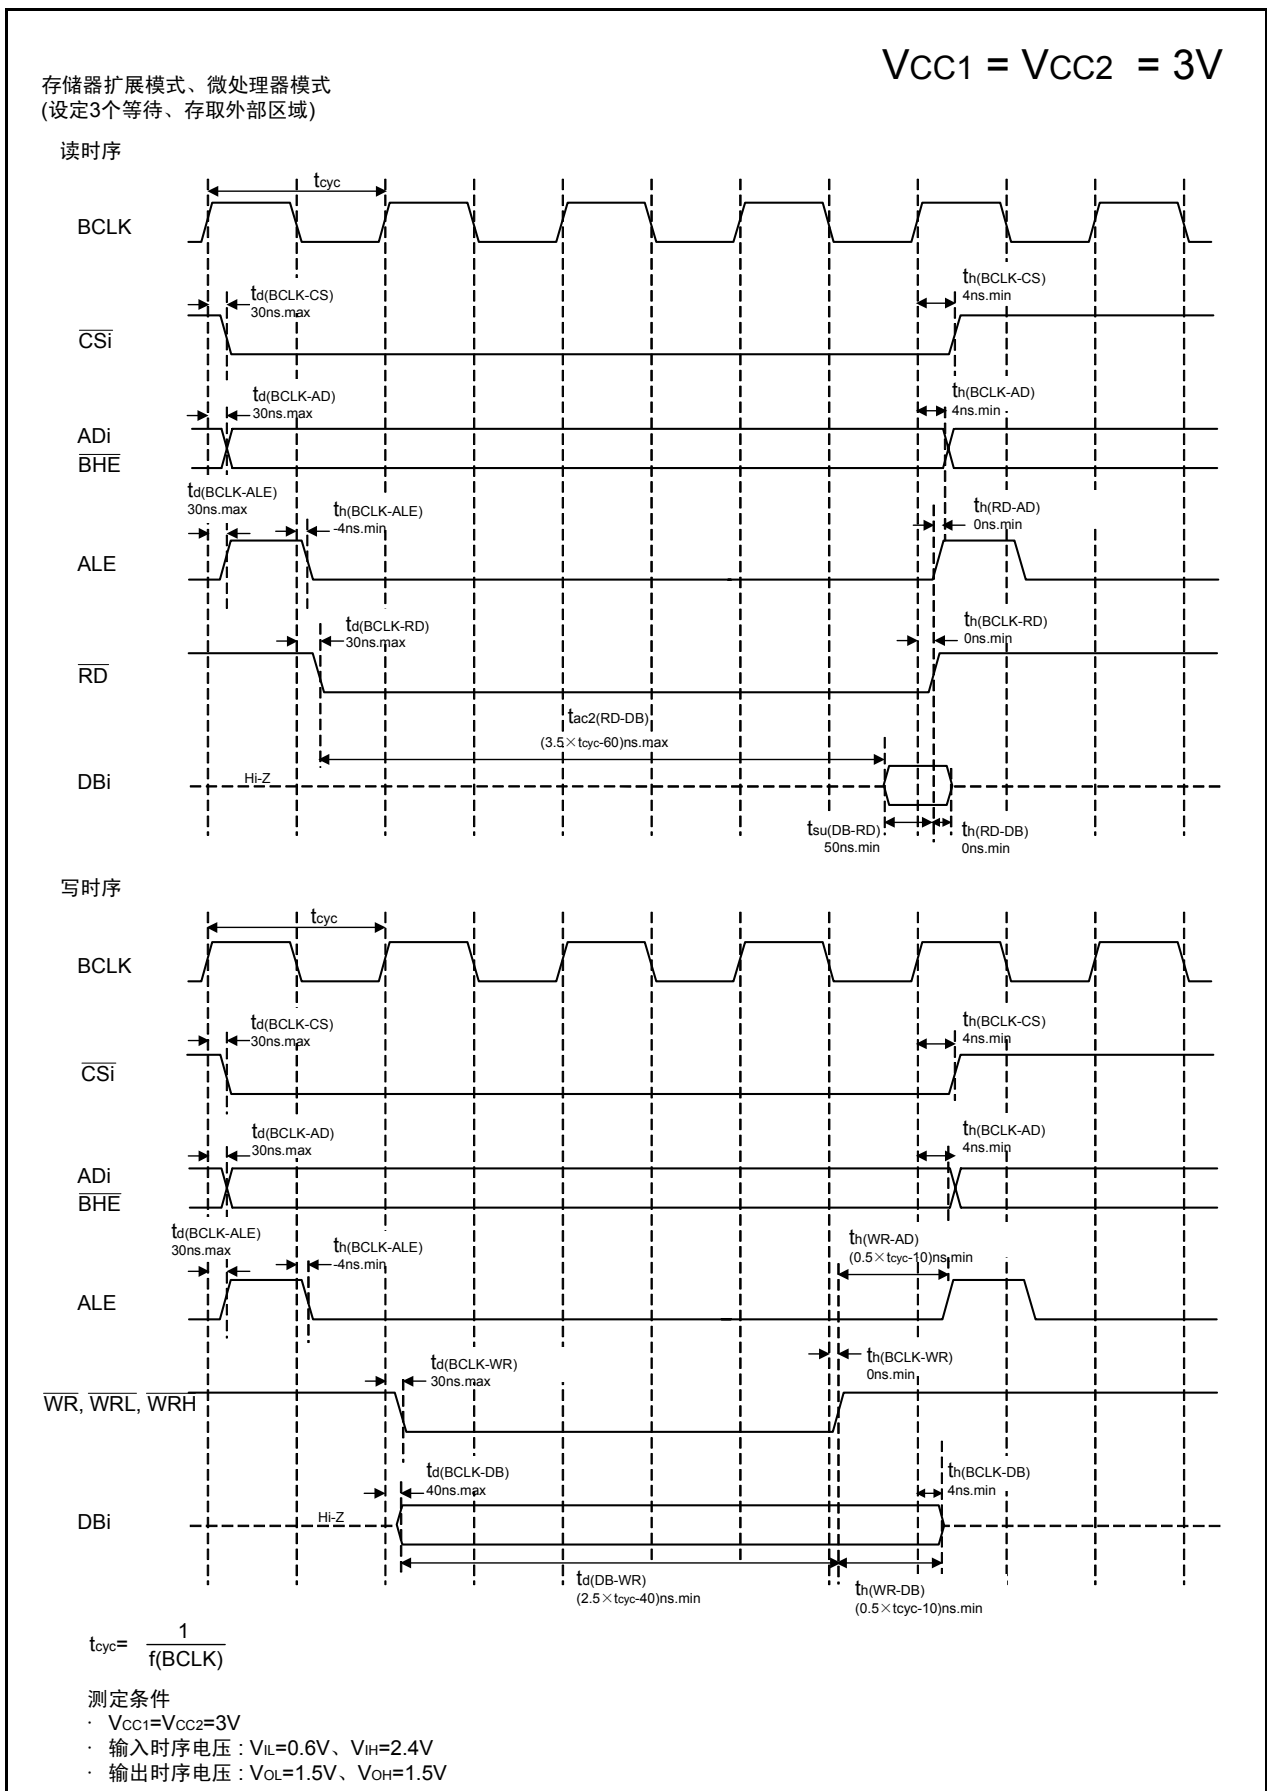 VCC1 = VCC2 = 3V
存储器扩展模式、微处理器模式
(设定3个等待、存取外部区域)
读时序
tcyc
BCLK
td(BCLK-CS)
30ns.max
th(BCLK-CS)
4ns.min
CSi
td(BCLK-AD)
30ns.max
th(BCLK-AD)
4ns.min
ADi
BHE
td(BCLK-ALE)
30ns.max
th(BCLK-ALE)
-4ns.min
th(RD-AD)
0ns.min
ALE
td(BCLK-RD)
30ns.max
th(BCLK-RD)
0ns.min
RD
tac2(RD-DB)
(3.5×tcyc-60)ns.max
DBi
Hi-Z
tsu(DB-RD)
50ns.min
th(RD-DB)
0ns.min
写时序
tcyc
BCLK
td(BCLK-CS)
30ns.max
th(BCLK-CS)
4ns.min
CSi
td(BCLK-AD)
30ns.max
th(BCLK-AD)
4ns.min
ADi
BHE
td(BCLK-ALE)
30ns.max
th(BCLK-ALE)
-4ns.min
th(WR-AD)
(0.5×tcyc-10)ns.min
ALE
td(BCLK-WR)
30ns.max
th(BCLK-WR)
0ns.min
WR, WRL, WRH
td(BCLK-DB)
40ns.max
th(BCLK-DB)
4ns.min
DBi
Hi-Z
td(DB-WR)
(2.5×tcyc-40)ns.min
th(WR-DB)
(0.5×tcyc-10)ns.min
tcyc= 1
f(BCLK)
测定条件
· VCC1=VCC2=3V
· 输入时序电压 : VIL=0.6V、VIH=2.4V
· 输出时序电压 : VOL=1.5V、VOH=1.5V